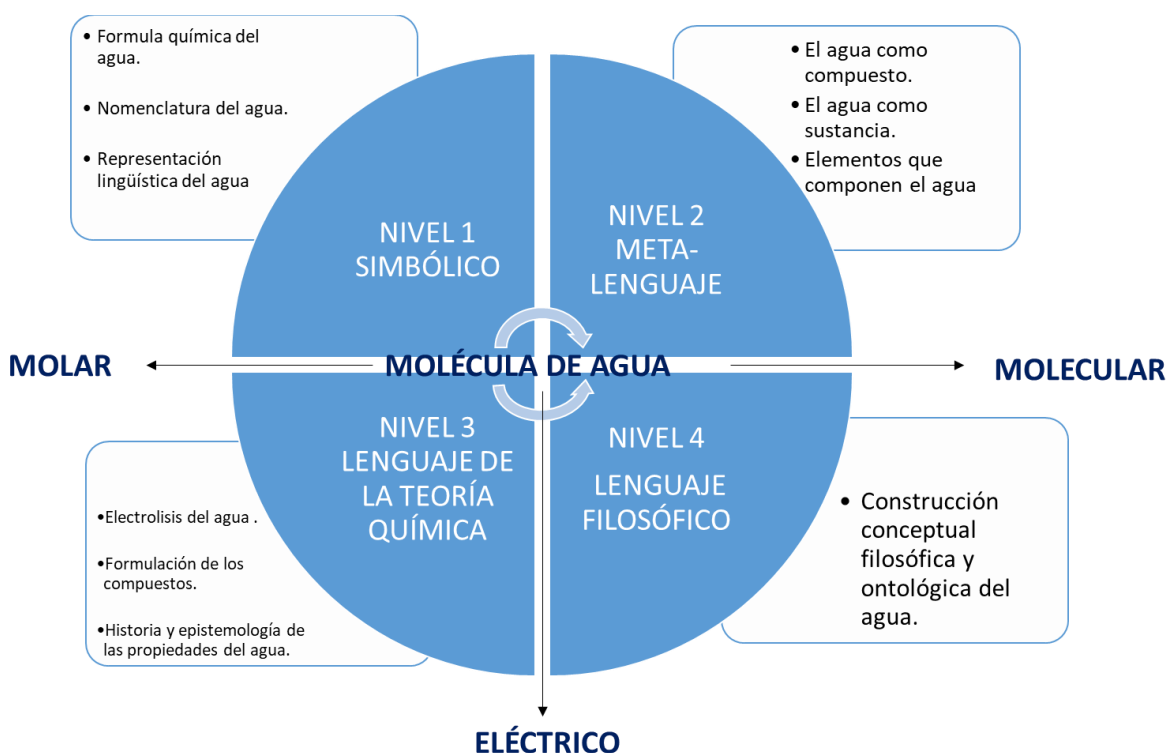 • Formula química del
agua.
• Nomenclatura del agua.
• Representación
lingüística del agua
• El agua como
compuesto.
• El agua como
sustancia.
• Elementos que
componen el agua
NIVEL 1
SIMBÓLICO
NIVEL 2
META-
LENGUAJE
MOLAR
MOLÉCULA DE AGUA
MOLECULAR
NIVEL 3
LENGUAJE DE
LA TEORÍA
QUÍMICA
NIVEL 4
LENGUAJE
FILOSÓFICO
•Electrolisis del agua .
•Formulación de los
compuestos.
•Historia y epistemología de
las propiedades del agua.
• Construcción
conceptual
filosófica y
ontológica del
agua.
ELÉCTRICO